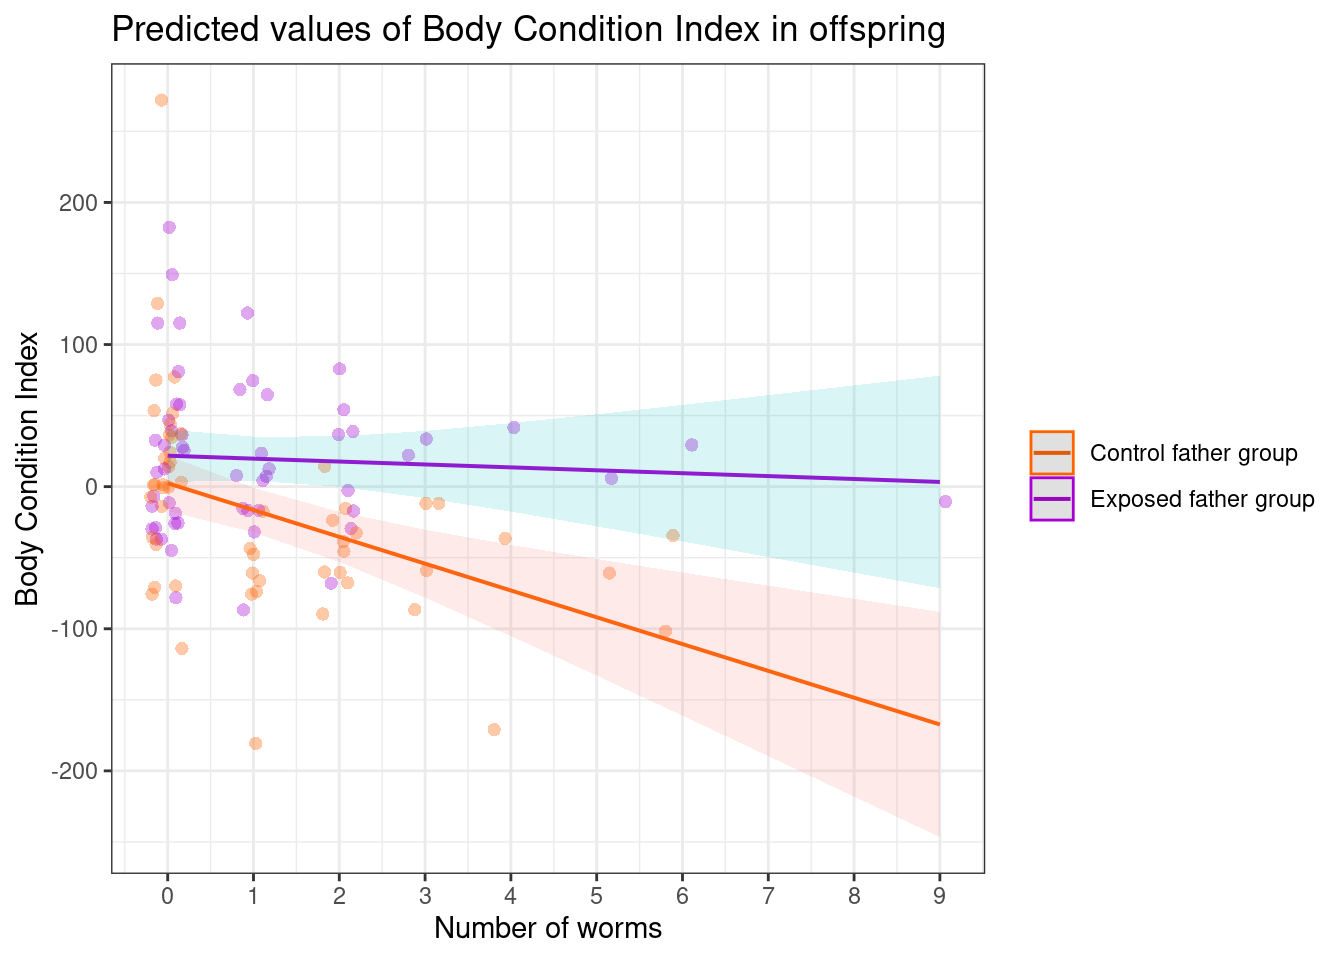 Predicted values of Body Condition Index in offspring
Body Condition Index
200
100
0
-100
-200
0 1 2 3 4 5 6 7 8 9
Number of worms
Control father group
Exposed father group